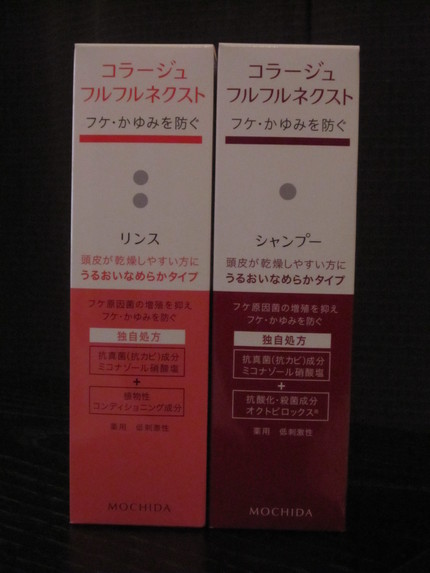 コラージュ
フルフルネクスト
フケ・かゆみを防ぐ
リンス
頭皮が乾燥しやすい方に
うるおいなめらかタイプ
フケ原因菌の増殖を抑え
フケ・かゆみを防ぐ
独自処方
抗真菌(抗カビ)成分
ミコナゾール硝酸塩
+
植物性
コンディショニング成分
薬用 低刺激性
MOCHIDA
コラージュ
フルフルネクスト
フケ・かゆみを防ぐ
シャンプー
頭皮が乾燥しやすい方に
うるおいなめらかタイプ
フケ原因菌の増殖を抑え
フケ・かゆみを防ぐ
独自処方
抗真菌(抗カビ)成分
ミコナゾール硝酸塩
+
抗酸化・殺菌成分
オクトピロックス®
薬用 低刺激性
MOCHIDA